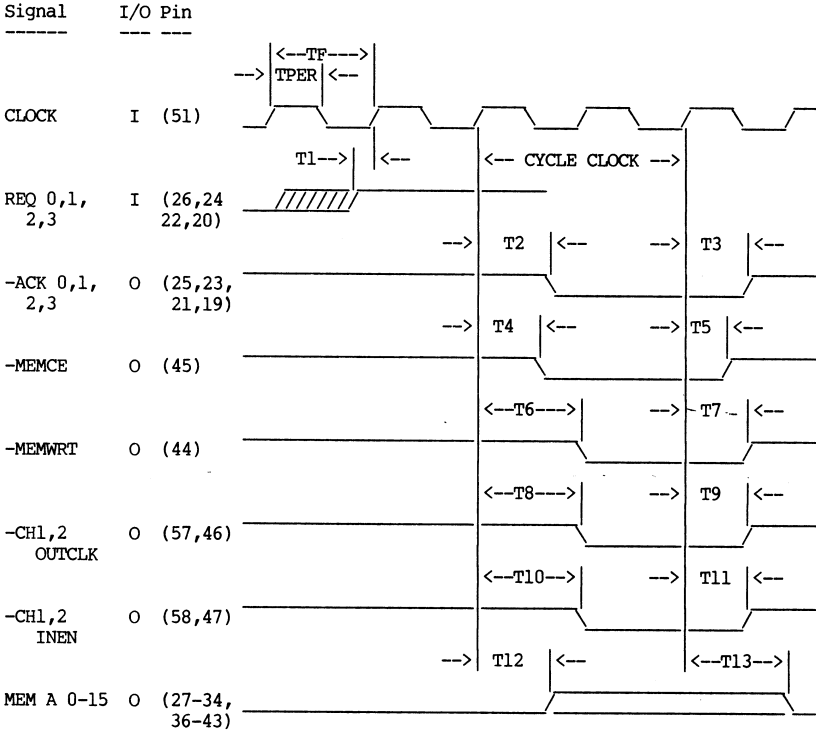 Signal I/O Pin
------ --- ---
|<--TF--->|
-->| TPER |<--
CLOCK I (51)
T1-->| |<-- |<-- CYCLE CLOCK -->|
REQ 0,1, I (26,24
2,3 22,20)
-->| T2 |<-- -->| T3 |<--
-ACK 0,1, O (25,23,
2,3 21,19)
-->| T4 |<-- -->| T5 |<--
-MEMCE O (45)
|<--T6--->| -->| T7 |<--
-MEMWRT O (44)
|<--T8--->| -->| T9 |<--
-CH1,2 O (57,46)
OUTCLK
|<--T10-->| -->| T11 |<--
-CH1,2 O (58,47)
INEN
-->| T12 |<-- |<--T13-->|
MEM A 0-15 O (27-34,
36-43)